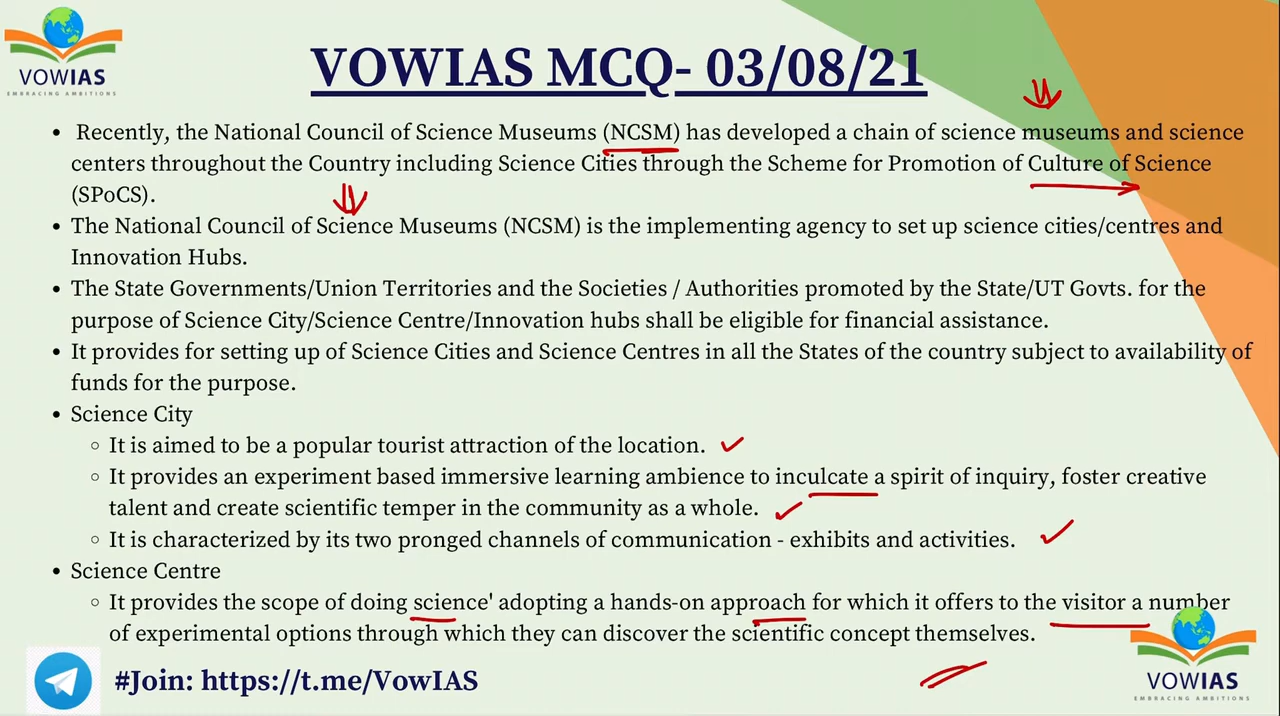 VOWIAS
EMBRACING AMBITIONS
VOWIAS MCQ- 03/08/21
• Recently, the National Council of Science Museums (NCSM) has developed a chain of science museums and science
centers throughout the Country including Science Cities through the Scheme for Promotion of Culture of Science
(SPoCS).
• The National Council of Science Museums (NCSM) is the implementing agency to set up science cities/centres and
Innovation Hubs.
• The State Governments/Union Territories and the Societies / Authorities promoted by the State/UT Govts. for the
purpose of Science City/Science Centre/Innovation hubs shall be eligible for financial assistance.
• It provides for setting up of Science Cities and Science Centres in all the States of the country subject to availability of
funds for the purpose.
• Science City
◦ It is aimed to be a popular tourist attraction of the location.
◦ It provides an experiment based immersive learning ambience to inculcate a spirit of inquiry, foster creative
talent and create scientific temper in the community as a whole.
◦ It is characterized by its two pronged channels of communication - exhibits and activities.
• Science Centre
◦ It provides the scope of doing science' adopting a hands-on approach for which it offers to the visitor a number
of experimental options through which they can discover the scientific concept themselves.
#Join: https://t.me/VowIAS
VOWIAS
EMBRACING AMBITIONS